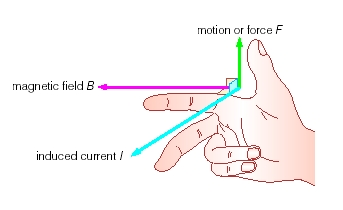 motion or force F
magnetic field B
induced current I